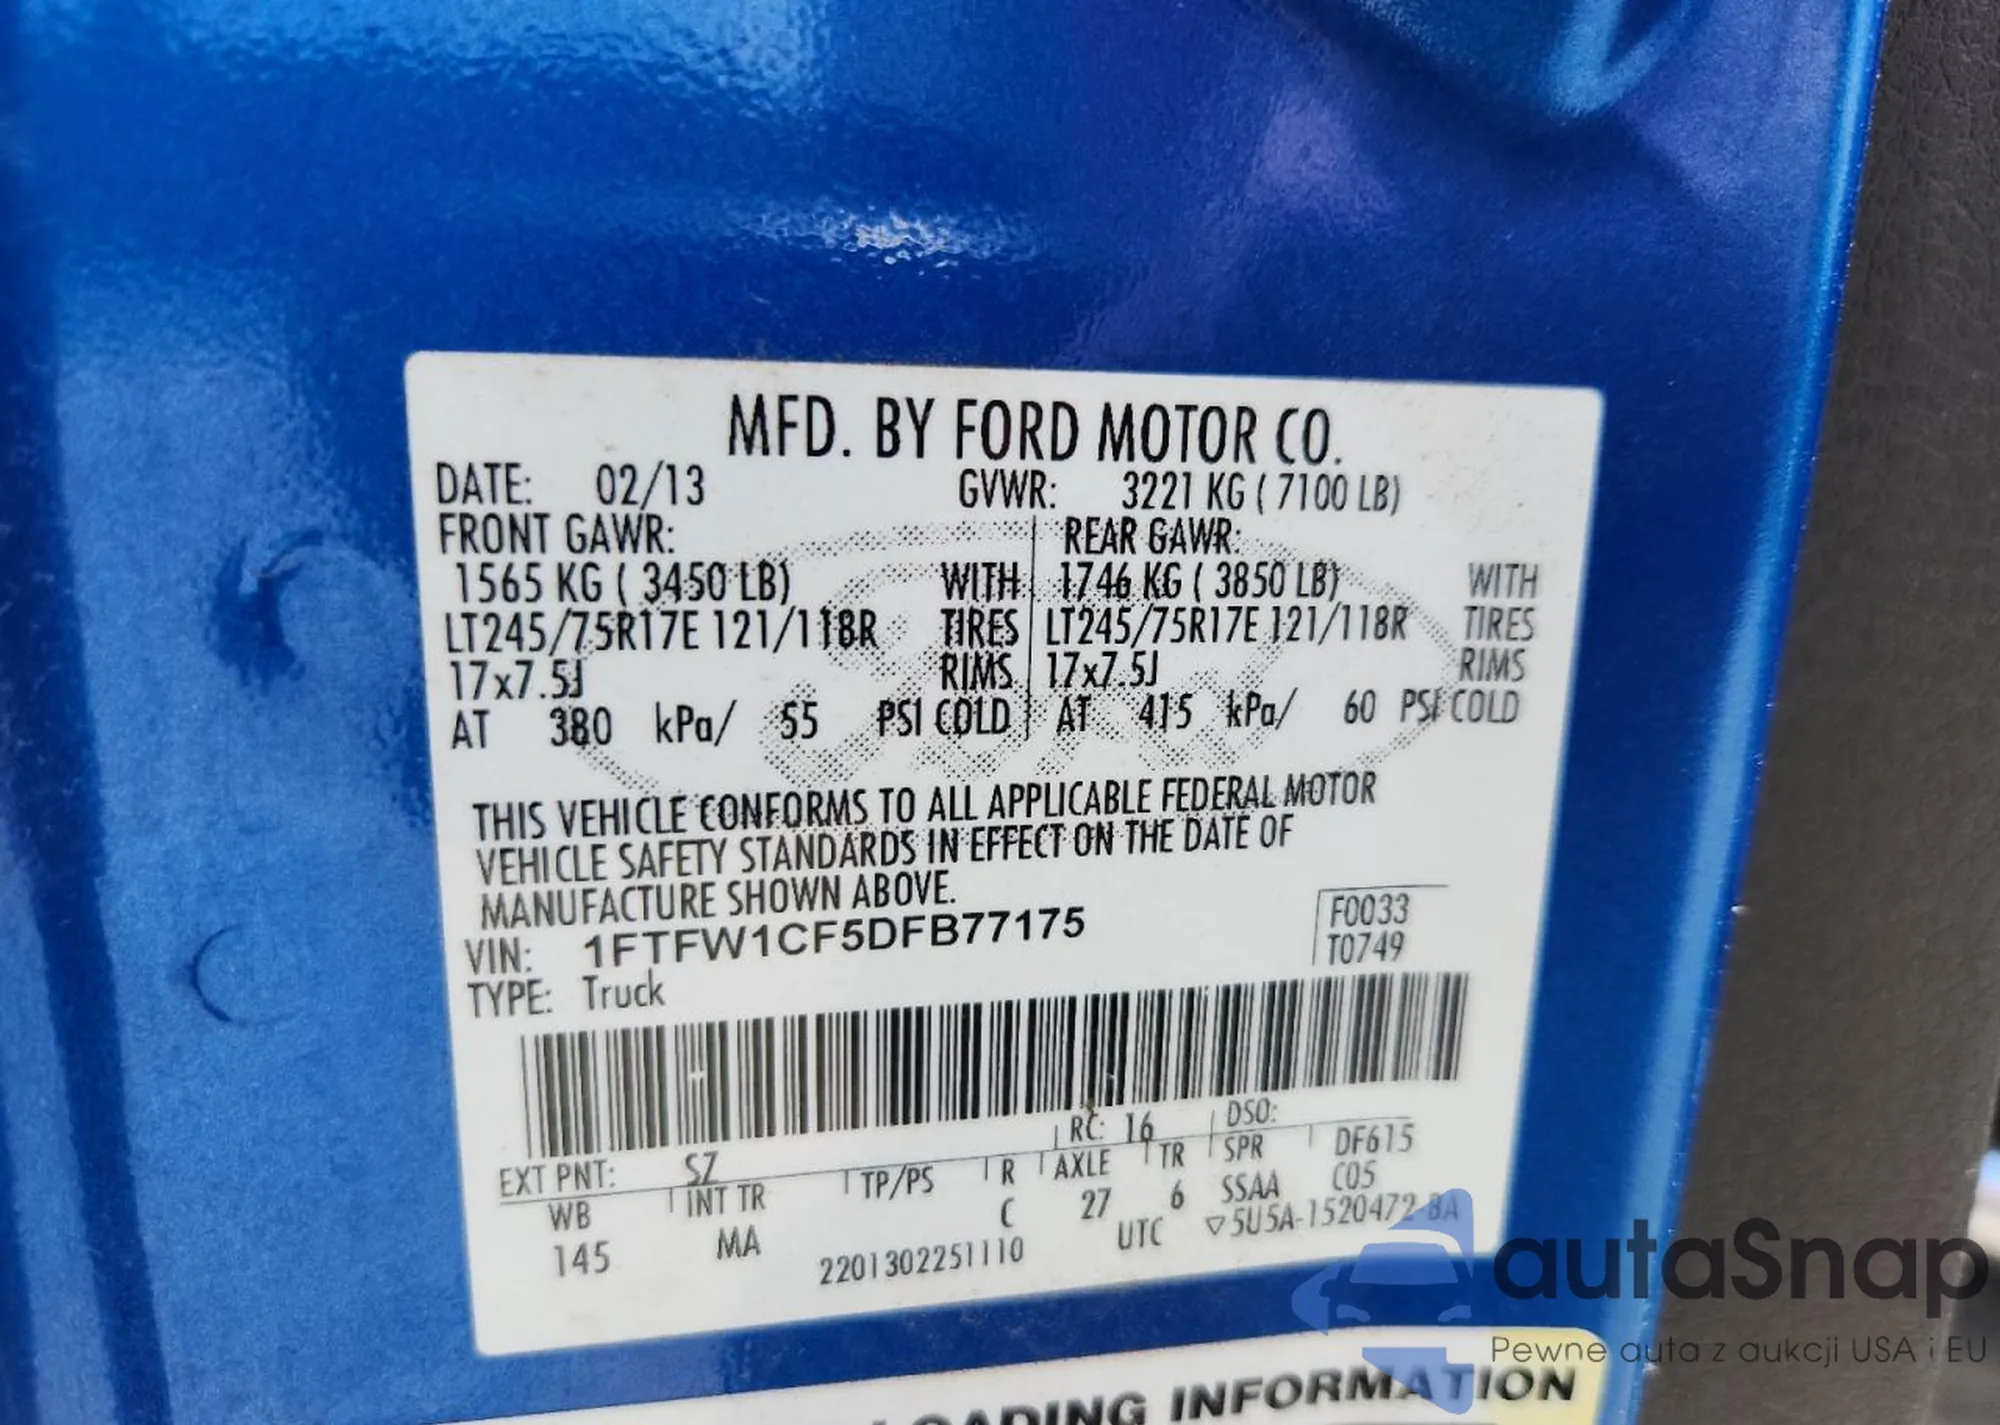 MFD. BY FORD MOTOR CO.
DATE: 02/13 GVWR: 3221 KG ( 7100 LB)
FRONT GAWR: REAR GAWR:
1565 KG ( 3450 LB) WITH 1746 KG ( 3850 LB) WITH
LT245/75R17E 121/118R TIRES LT245/75R17E 121/118R TIRES
17x7.5J RIMS 17x7.5J RIMS
AT 380 kPa/ 55 PSI COLD AT 415 kPa/ 60 PSI COLD
THIS VEHICLE CONFORMS TO ALL APPLICABLE FEDERAL MOTOR
VEHICLE SAFETY STANDARDS IN EFFECT ON THE DATE OF
MANUFACTURE SHOWN ABOVE.
VIN: 1FTFW1CF5DFB77175 F0033
TYPE: Truck T0749
EXT PNT: SZ RC: 16 DSO:
WB INT TR TP/PS R AXLE TR SPR DF615
145 MA C 27 6 SSAA C05
2201302251110 UTC ▽5U5A-1520472-BA
INFORMATION
autaSnap
Pewne auta z aukcji USA i EU